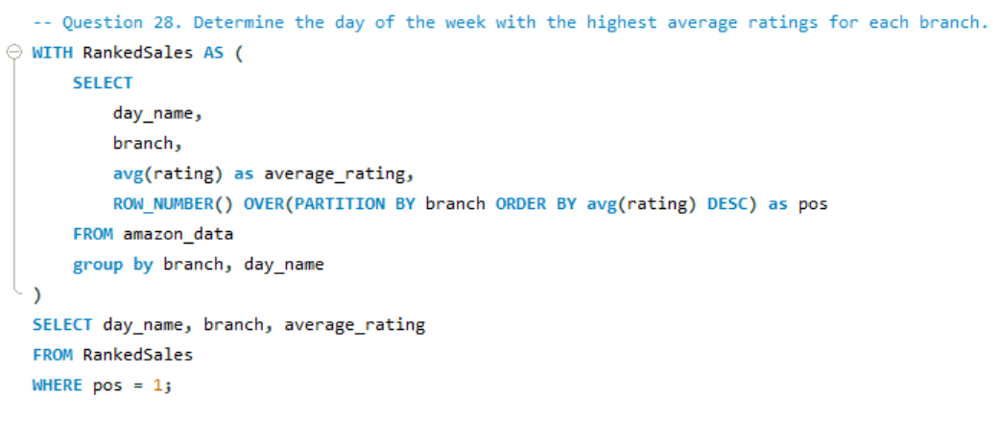 -- Question 28. Determine the day of the week with the highest average ratings for each branch.
WITH RankedSales AS (
SELECT
day_name,
branch,
avg(rating) as average_rating,
ROW_NUMBER() OVER(PARTITION BY branch ORDER BY avg(rating) DESC) as pos
FROM amazon_data
group by branch, day_name
)
SELECT day_name, branch, average_rating
FROM RankedSales
WHERE pos = 1;